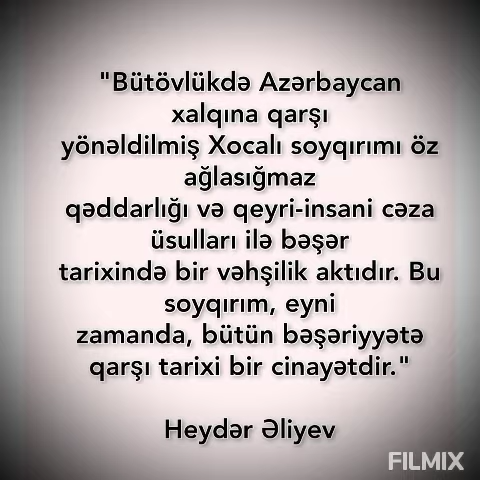 "Bütövlükdə Azərbaycan
xalqına qarşı
yönəldilmiş Xocalı soyqırımı öz
ağlasığmaz
qəddarlığı və qeyri-insani cəza
üsulları ilə bəşər
tarixində bir vəhşilik aktıdır. Bu
soyqırım, eyni
zamanda, bütün bəşəriyyətə
qarşı tarixi bir cinayətdir."
Heydər Əliyev
FILMIX